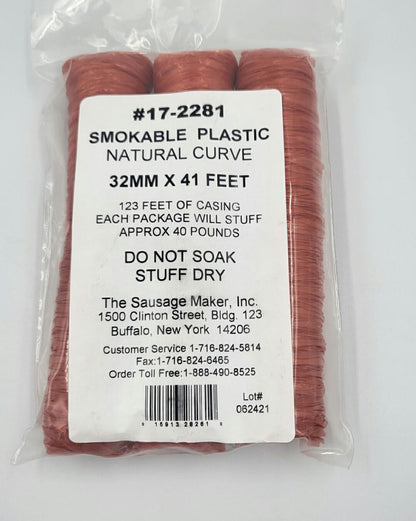 #17-2281
SMOKABLE PLASTIC
NATURAL CURVE
32MM X 41 FEET
123 FEET OF CASING
EACH PACKAGE WILL STUFF
APPROX 40 POUNDS
DO NOT SOAK
STUFF DRY
The Sausage Maker, Inc.
1500 Clinton Street, Bldg. 123
Buffalo, New York 14206
Customer Service 1-716-824-5814
Fax:1-716-824-6465
Order Toll Free:1-888-490-8525
Lot#
062421
9 15913 28261